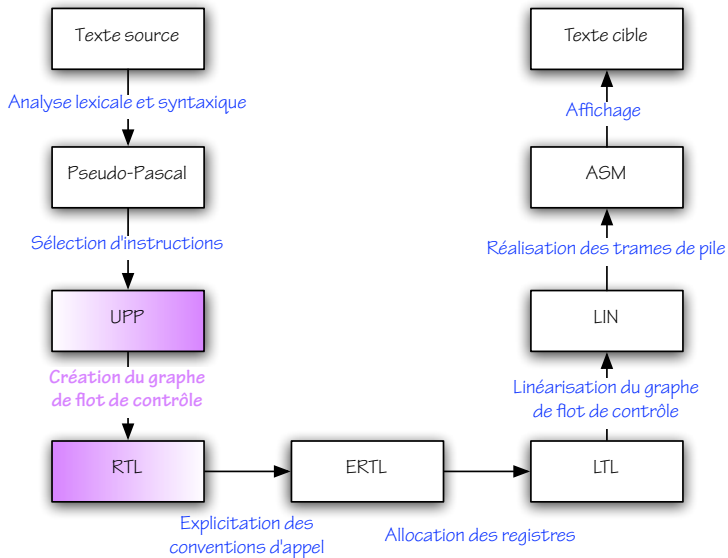 Texte source
Analyse lexicale et syntaxique
Pseudo-Pascal
Sélection d'instructions
UPP
Création du graphe
de flot de contrôle
RTL
Explicitation des
conventions d'appel
ERTL
Allocation des registres
LTL
Linéarisation du graphe
de flot de contrôle
LIN
Réalisation des trames de pile
ASM
Affichage
Texte cible